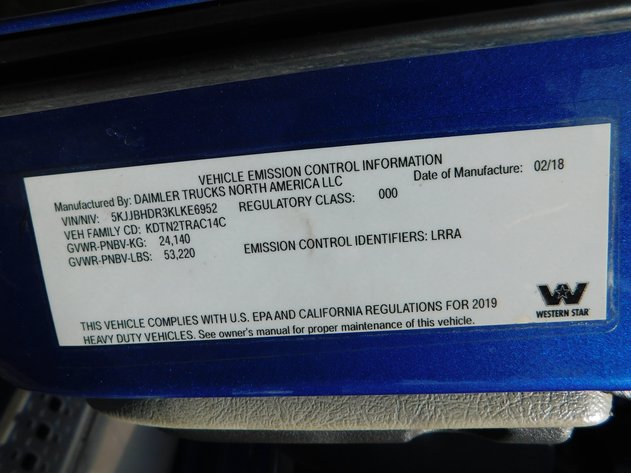 VEHICLE EMISSION CONTROL INFORMATION
Manufactured By: DAIMLER TRUCKS NORTH AMERICA LLC Date of Manufacture: 02/18
VIN/NIV: 5KJJBHDR3KLKE6952 REGULATORY CLASS: 000
VEH FAMILY CD: KDTN2TRAC14C
GVWR-PNBV-KG: 24,140 EMISSION CONTROL IDENTIFIERS: LRRA
GVWR-PNBV-LBS: 53,220
THIS VEHICLE COMPLIES WITH U.S. EPA AND CALIFORNIA REGULATIONS FOR 2019
HEAVY DUTY VEHICLES. See owner's manual for proper maintenance of this vehicle.
WESTERN STAR